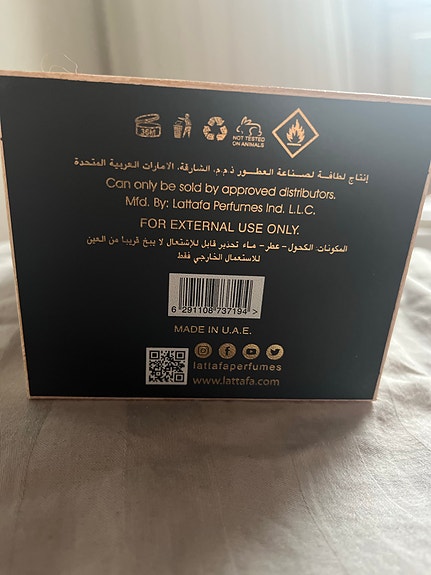 36M
NOT TESTED
ON ANIMALS
إنتاج لطافة لصناعة العطور ذ.م.م. الشارقة، الامارات العربية المتحدة
Can only be sold by approved distributors.
Mfd. By: Lattafa Perfumes Ind. L.L.C.
FOR EXTERNAL USE ONLY.
المكونات: الكحول - عطر - ماء تحذير قابل للإشتعال لا يبخ قريبا من العين
للاستعمال الخارجي فقط
6 291108 737194 >
MADE IN U.A.E.
lattafaperfumes
www.lattafa.com